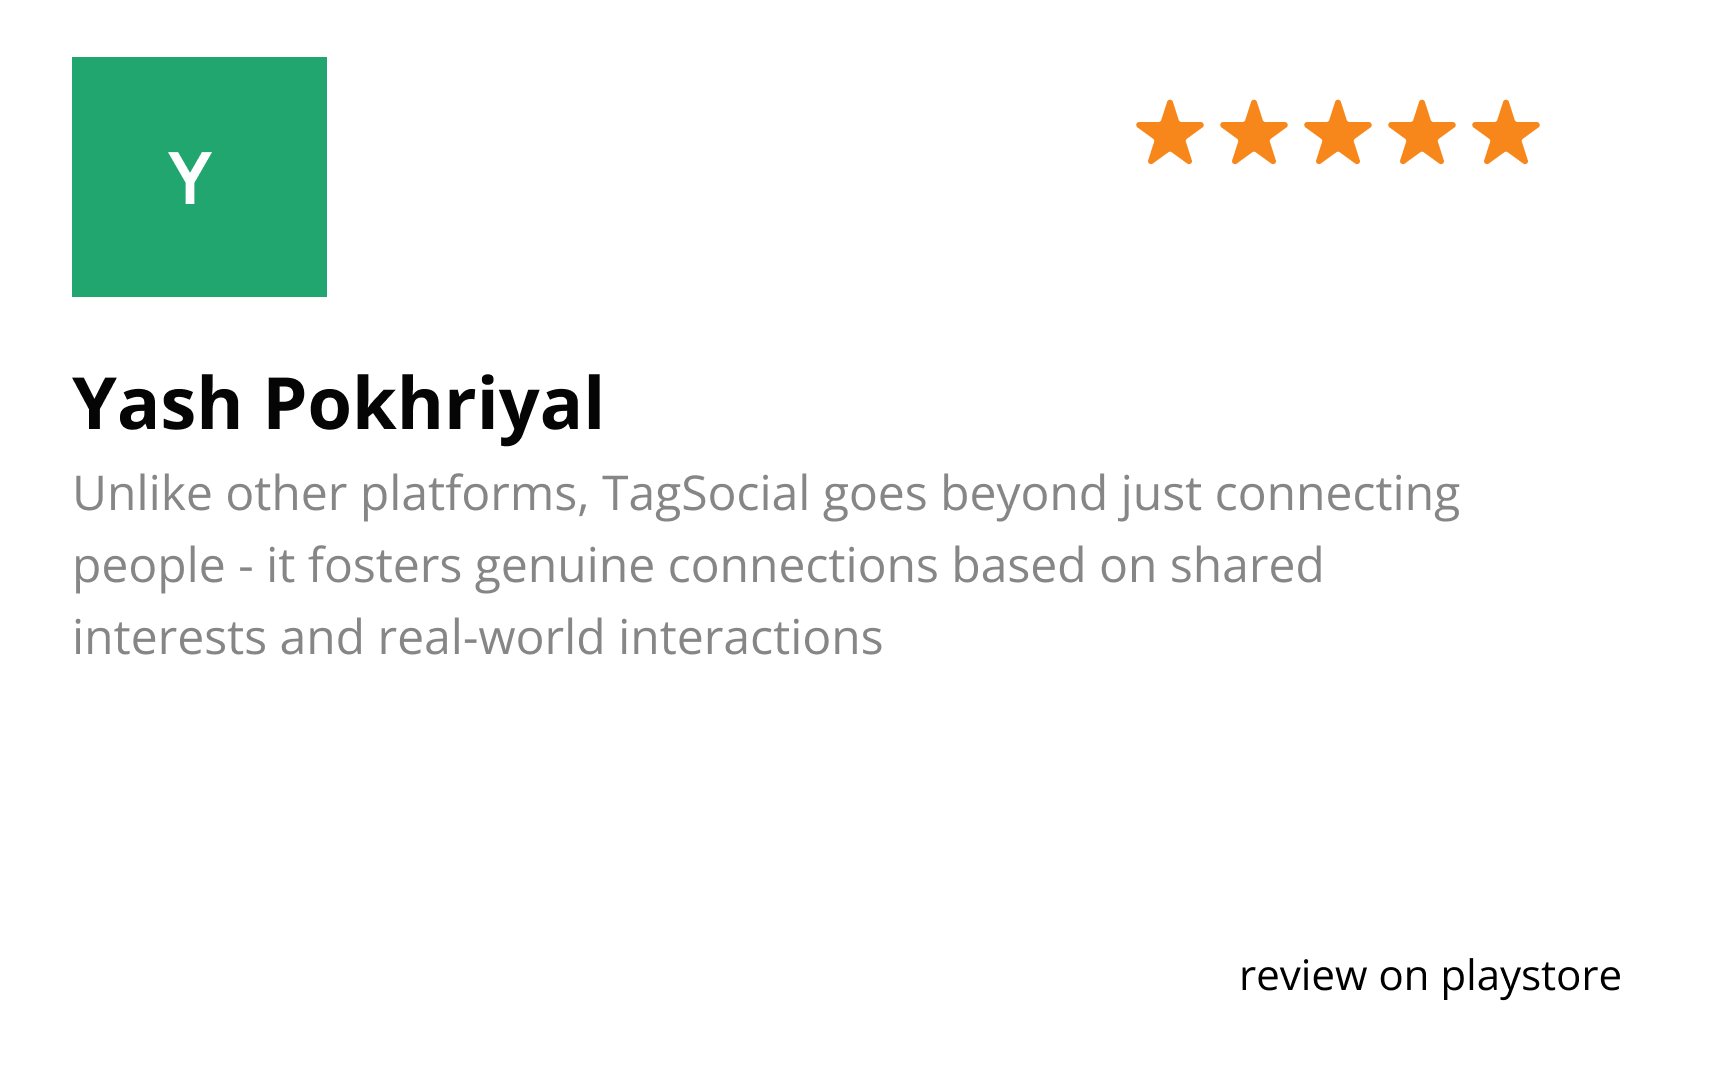 Y
Yash Pokhriyal
Unlike other platforms, TagSocial goes beyond just connecting
people - it fosters genuine connections based on shared
interests and real-world interactions
review on playstore